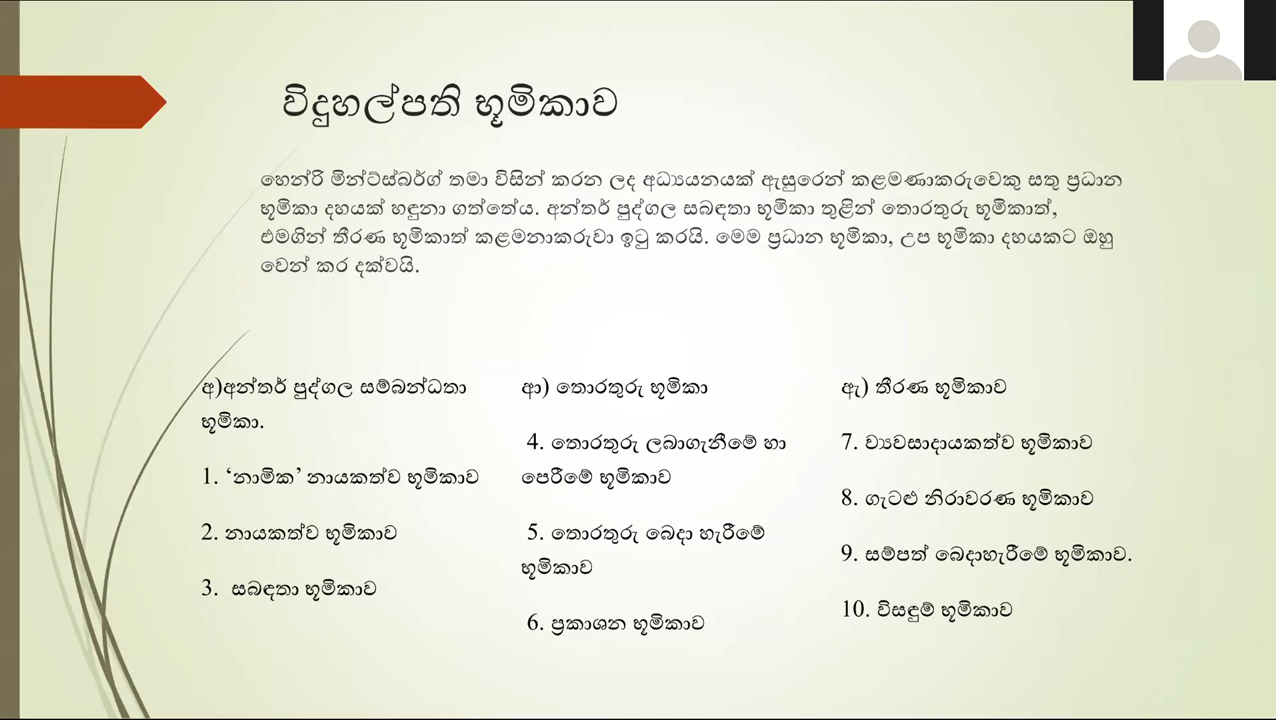 විදුහල්පති භූමිකාව
හෙන්රි මින්ට්ස්බර්ග් තමා විසින් කරන ලද අධ්‍යයනයක් ඇසුරෙන් කළමණාකරුවෙකු සතු ප්‍රධාන
භූමිකා දහයක් හඳුනා ගත්තේය. අන්තර් පුද්ගල සබඳතා භූමිකා තුළින් තොරතුරු භූමිකාත්,
එමගින් තීරණ භූමිකාත් කළමනාකරුවා ඉටු කරයි. මෙම ප්‍රධාන භූමිකා, උප භූමිකා දහයකට ඔහු
වෙන් කර දක්වයි.
අ)අන්තර් පුද්ගල සම්බන්ධතා
භූමිකා.
1. ‘නාමික’ නායකත්ව භූමිකාව
2. නායකත්ව භූමිකාව
3. සබඳතා භූමිකාව
ආ) තොරතුරු භූමිකා
4. තොරතුරු ලබාගැනීමේ හා
පෙරීමේ භූමිකාව
5. තොරතුරු බෙදා හැරීමේ
භූමිකාව
6. ප්‍රකාශන භූමිකාව
ඇ) තීරණ භූමිකාව
7. ව්‍යවසාදායකත්ව භූමිකාව
8. ගැටළු නිරාවරණ භූමිකාව
9. සම්පත් බෙදාහැරීමේ භූමිකාව.
10. විසඳුම් භූමිකාව